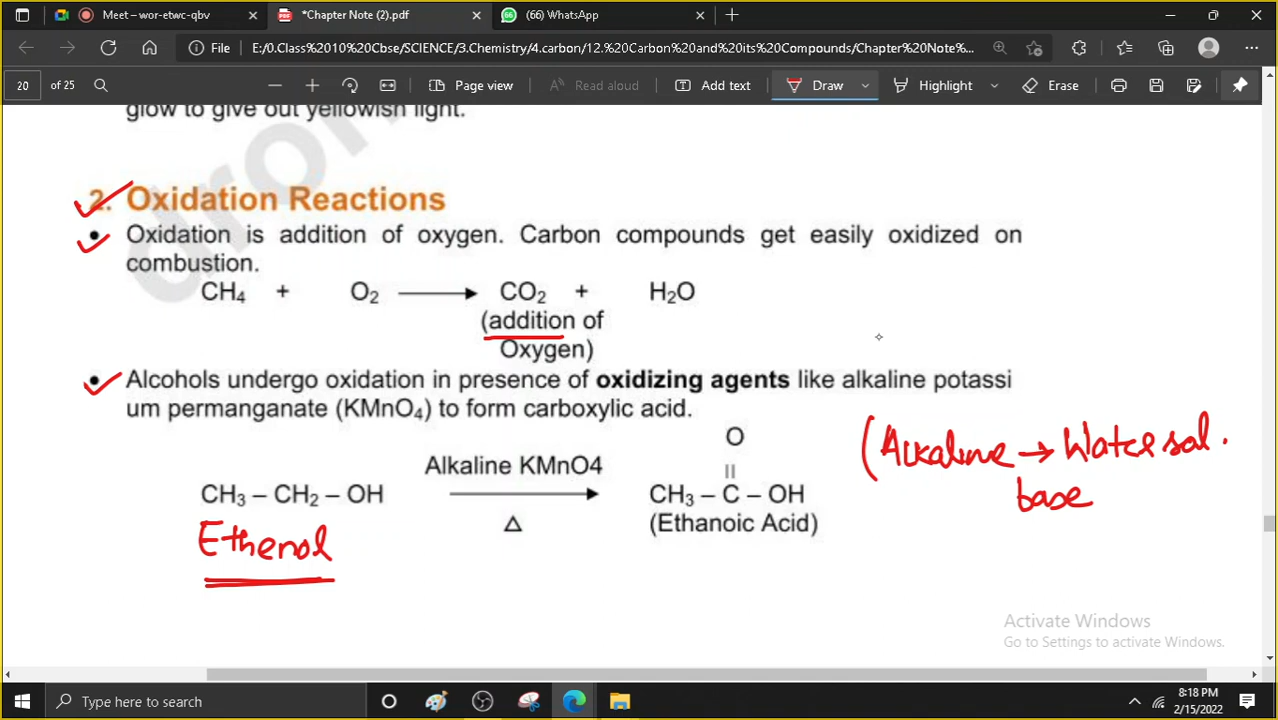 Meet – wor-etwc-qbv
*Chapter Note (2).pdf
(66) WhatsApp
File
E:/0.Class%2010%20Cbse/SCIENCE/3.Chemistry/4.carbon/12.%20Carbon%20and%20its%20Compounds/Chapter%20Note%...
20 of 25
Page view
Read aloud
Add text
Draw
Highlight
Erase
glow to give out yellowish light.
2. Oxidation Reactions
• Oxidation is addition of oxygen. Carbon compounds get easily oxidized on
combustion.
CH₄ + O₂ ⟶ CO₂ + H₂O
(addition of
Oxygen)
• Alcohols undergo oxidation in presence of oxidizing agents like alkaline potassi
um permanganate (KMnO₄) to form carboxylic acid.
O
(Alkaline → Water sol.
Alkaline KMnO4
||
CH₃ – CH₂ – OH ⟶ CH₃ – C – OH
base
Δ
(Ethanoic Acid)
Ethenol
Activate Windows
Go to Settings to activate Windows.
Type here to search
8:18 PM
2/15/2022